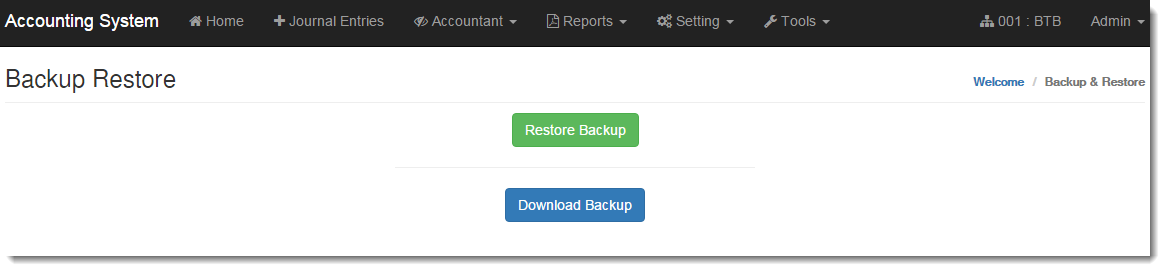 Accounting System Home Journal Entries Accountant Reports Setting Tools 001 : BTB Admin
Backup Restore
Welcome / Backup & Restore
Restore Backup
Download Backup